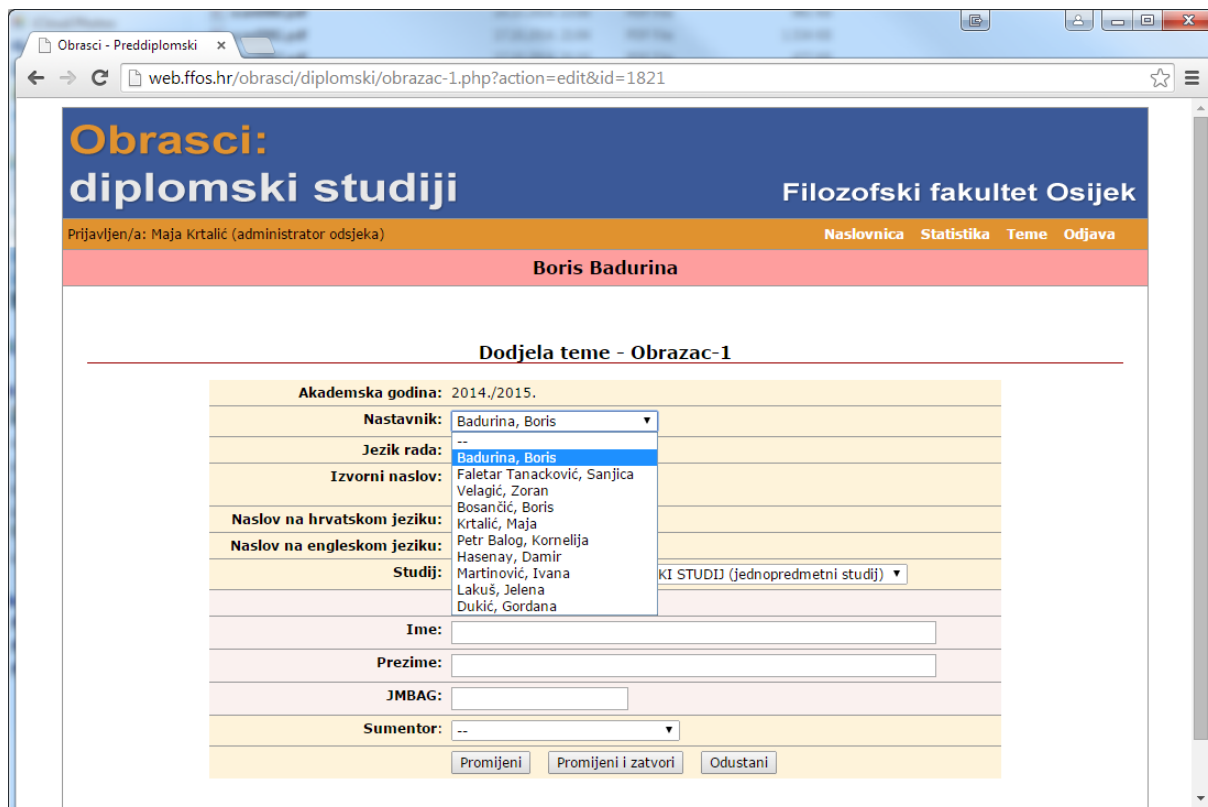 Obrasci - Preddiplomski
web.ffos.hr/obrasci/diplomski/obrazac-1.php?action=edit&id=1821
Obrasci:
diplomski studiji
Filozofski fakultet Osijek
Prijavljen/a: Maja Krtalić (administrator odsjeka)
Naslovnica Statistika Teme Odjava
Boris Badurina
Dodjela teme - Obrazac-1
Akademska godina: 2014./2015.
Nastavnik: Badurina, Boris
--
Jezik rada:
Badurina, Boris
Izvorni naslov:
Faletar Tanacković, Sanjica
Velagić, Zoran
Bosančić, Boris
Naslov na hrvatskom jeziku:
Krtalić, Maja
Naslov na engleskom jeziku:
Petr Balog, Kornelija
Hasenay, Damir
Studij:
Martinović, Ivana
KI STUDIJ (jednopredmetni studij)
Lakuš, Jelena
Dukić, Gordana
Ime:
Prezime:
JMBAG:
Sumentor: --
Promijeni Promijeni i zatvori Odustani